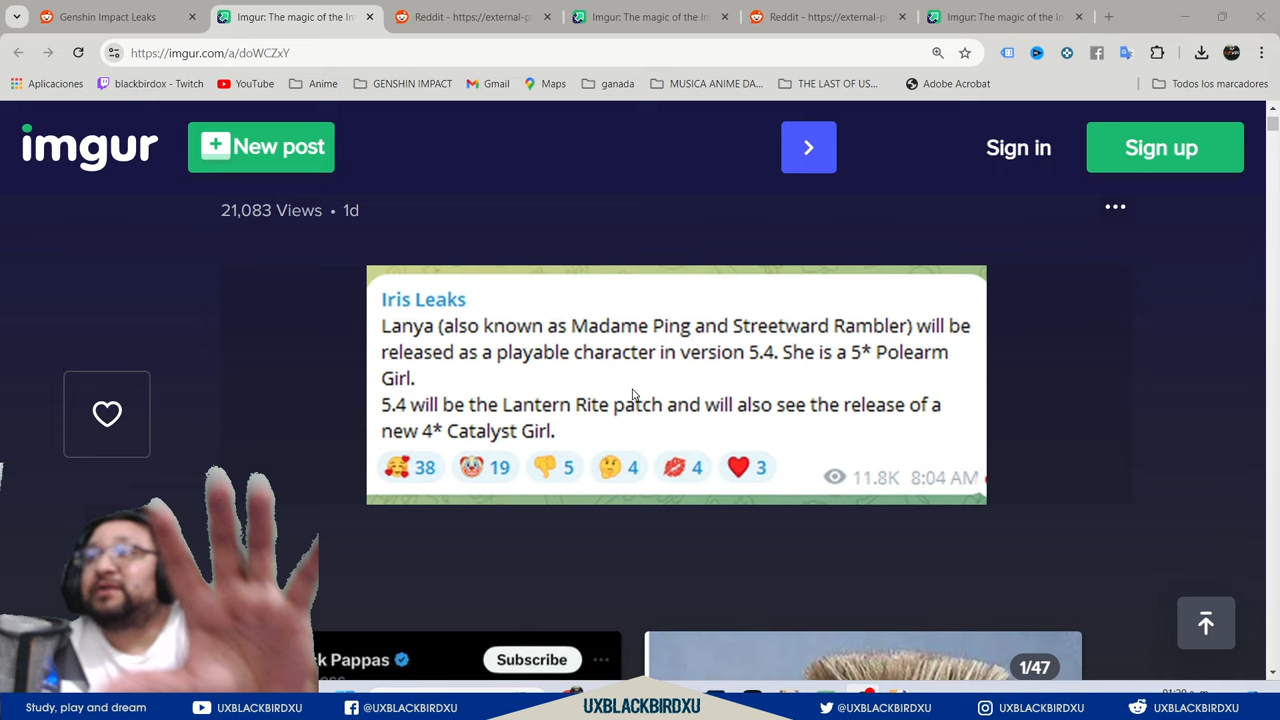 Genshin Impact Leaks
Imgur: The magic of the In
Reddit - https://external-p
Imgur: The magic of the In
Reddit - https://external-p
Imgur: The magic of the In
https://imgur.com/a/doWCZxY
Aplicaciones
blackbirdox - Twitch
YouTube
Anime
GENSHIN IMPACT
Gmail
Maps
ganada
MUSICA ANIME DA...
THE LAST OF US...
Adobe Acrobat
Todos los marcadores
imgur
New post
Sign in
Sign up
21,083 Views • 1d
Iris Leaks
Lanya (also known as Madame Ping and Streetward Rambler) will be
released as a playable character in version 5.4. She is a 5* Polearm
Girl.
5.4 will be the Lantern Rite patch and will also see the release of a
new 4* Catalyst Girl.
38 19 5 4 4 3
11.8K 8:04 AM
k Pappas
Subscribe
1/47
Study, play and dream
UXBLACKBIRDXU
@UXBLACKBIRDXU
UXBLACKBIRDXU
@UXBLACKBIRDXU
UXBLACKBIRDXU
UXBLACKBIRDXU